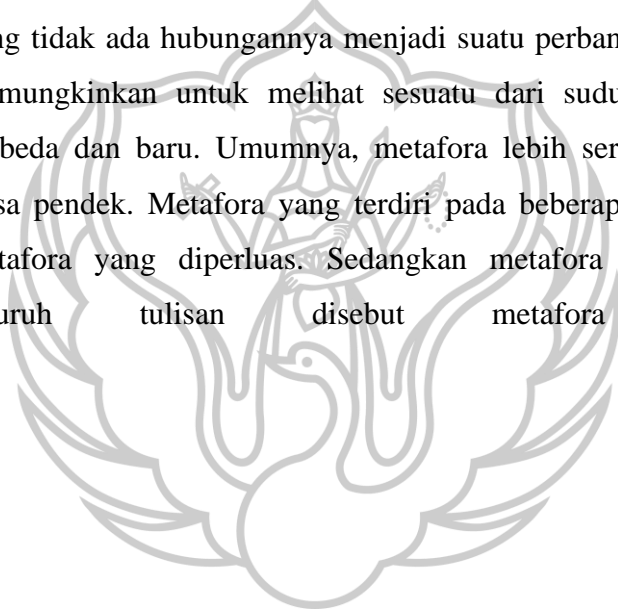 ng tidak ada hubungannya menjadi suatu perban
mungkinkan untuk melihat sesuatu dari sudu
beda dan baru. Umumnya, metafora lebih ser
sa pendek. Metafora yang terdiri pada beberap
tafora yang diperluas. Sedangkan metafora
uruh tulisan disebut metafora